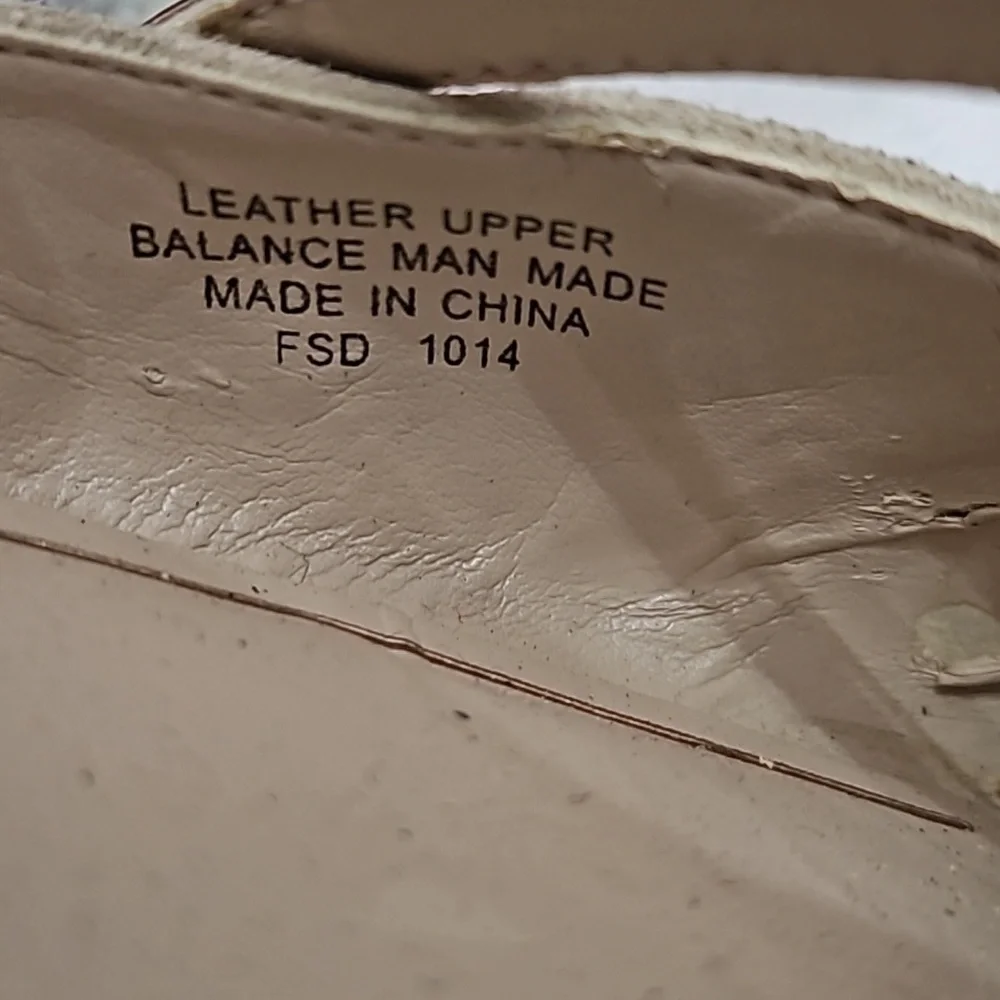 LEATHER UPPER
BALANCE MAN MADE
MADE IN CHINA
FSD 1014